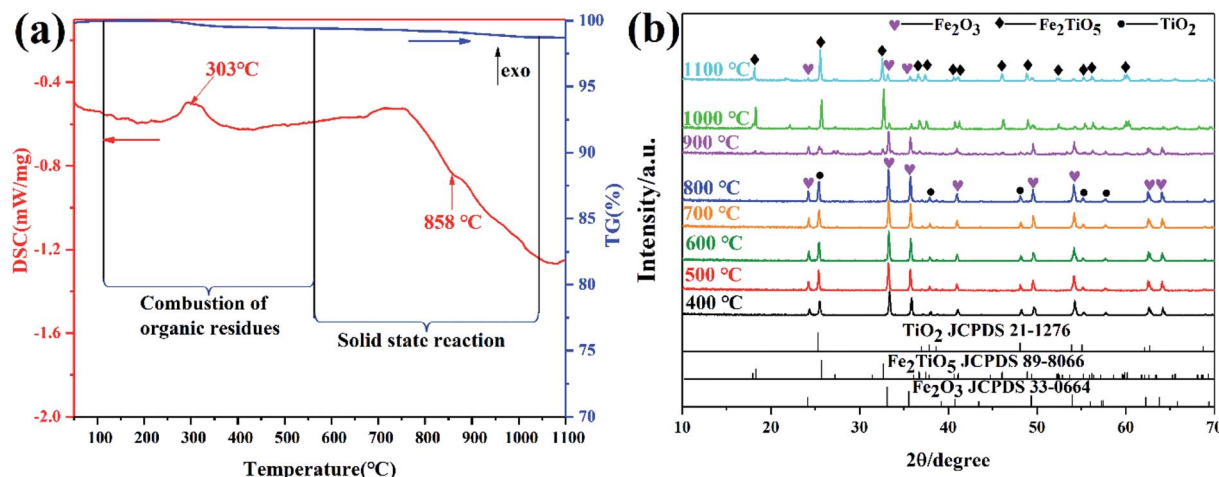 (a)
303℃
858 ℃
exo
Combustion of
organic residues
Solid state reaction
DSC(mW/mg)
-0.4
-0.8
-1.2
-1.6
-2.0
TG(%)
100
95
90
85
80
75
70
100 200 300 400 500 600 700 800 900 1000 1100
Temperature(℃)
(b)
Fe2O3 Fe2TiO5 TiO2
1100 ℃
1000 ℃
900 ℃
800 ℃
700 ℃
600 ℃
500 ℃
400 ℃
TiO2 JCPDS 21-1276
Fe2TiO5 JCPDS 89-8066
Fe2O3 JCPDS 33-0664
Intensity/a.u.
10 20 30 40 50 60 70
2θ/degree